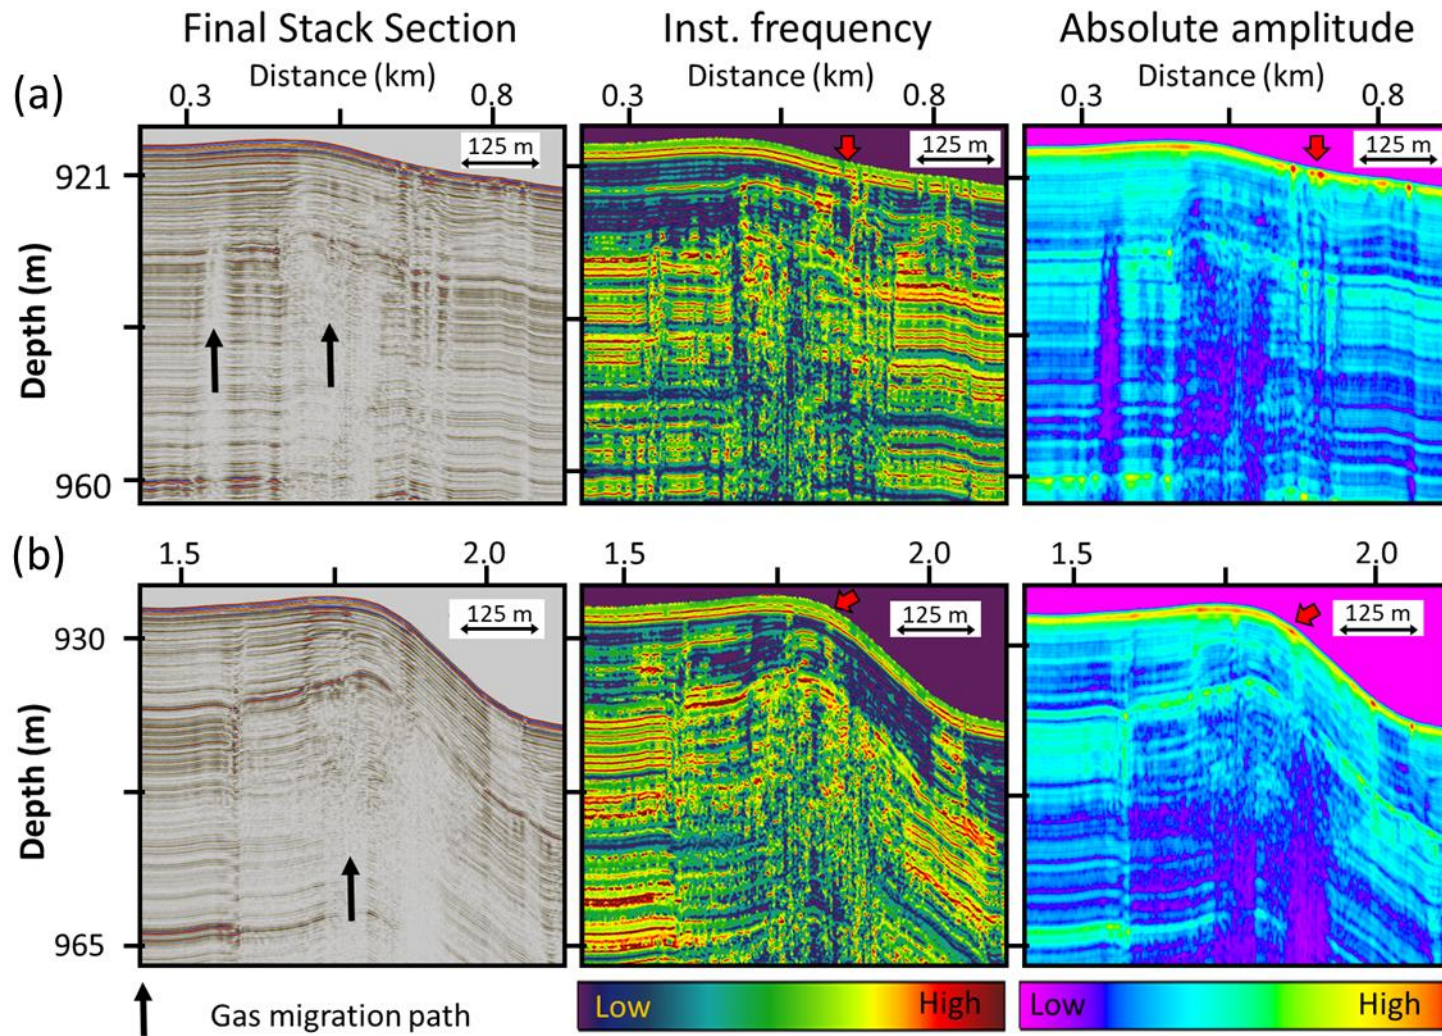 Final Stack Section Inst. frequency Absolute amplitude
Distance (km) Distance (km) Distance (km)
(a)
0.3 0.8 0.3 0.8 0.3 0.8
125 m 125 m 125 m
921
Depth (m)
960
(b)
1.5 2.0 1.5 2.0 1.5 2.0
125 m 125 m 125 m
930
Depth (m)
965
Gas migration path Low High Low High